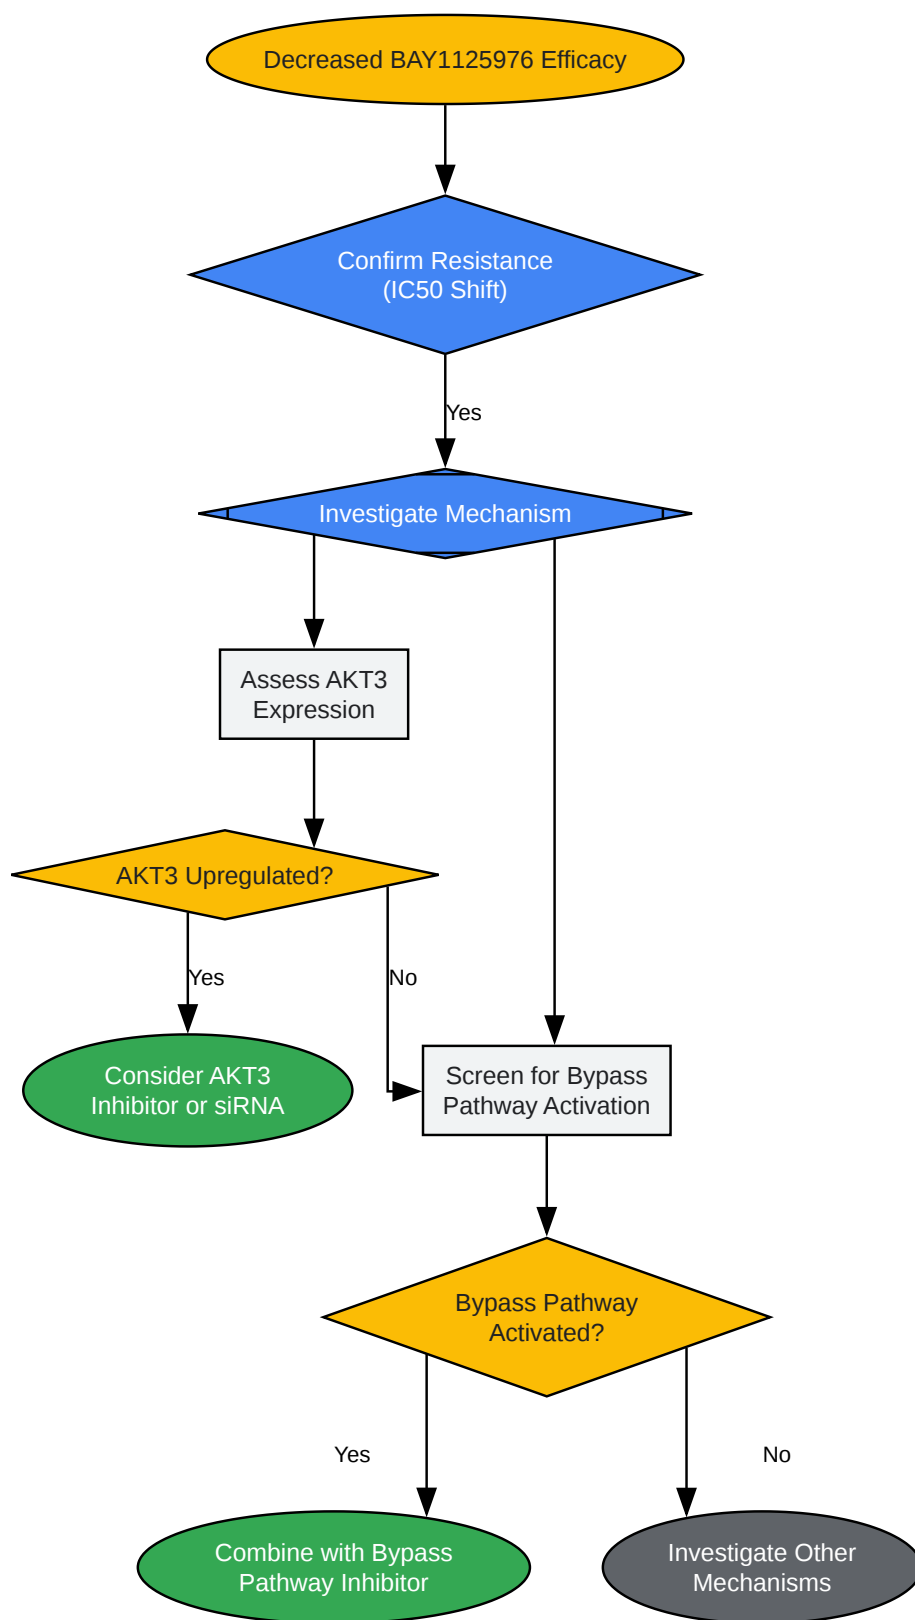 Decreased BAY1125976 Efficacy
Confirm Resistance
(IC50 Shift)
Yes
Investigate Mechanism
Assess AKT3
Expression
AKT3 Upregulated?
Yes
No
Consider AKT3
Inhibitor or siRNA
Screen for Bypass
Pathway Activation
Bypass Pathway
Activated?
Yes
No
Combine with Bypass
Pathway Inhibitor
Investigate Other
Mechanisms